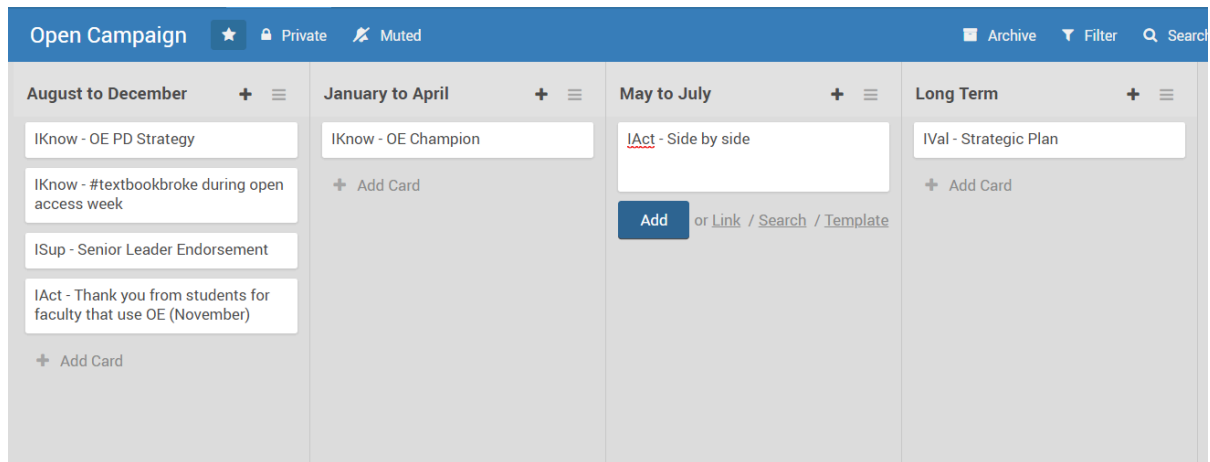 Open Campaign Private Muted Archive Filter Search
August to December
IKnow - OE PD Strategy
IKnow - #textbookbroke during open
access week
ISup - Senior Leader Endorsement
IAct - Thank you from students for
faculty that use OE (November)
Add Card
January to April
IKnow - OE Champion
Add Card
May to July
IAct - Side by side
Add or Link / Search / Template
Long Term
IVal - Strategic Plan
Add Card